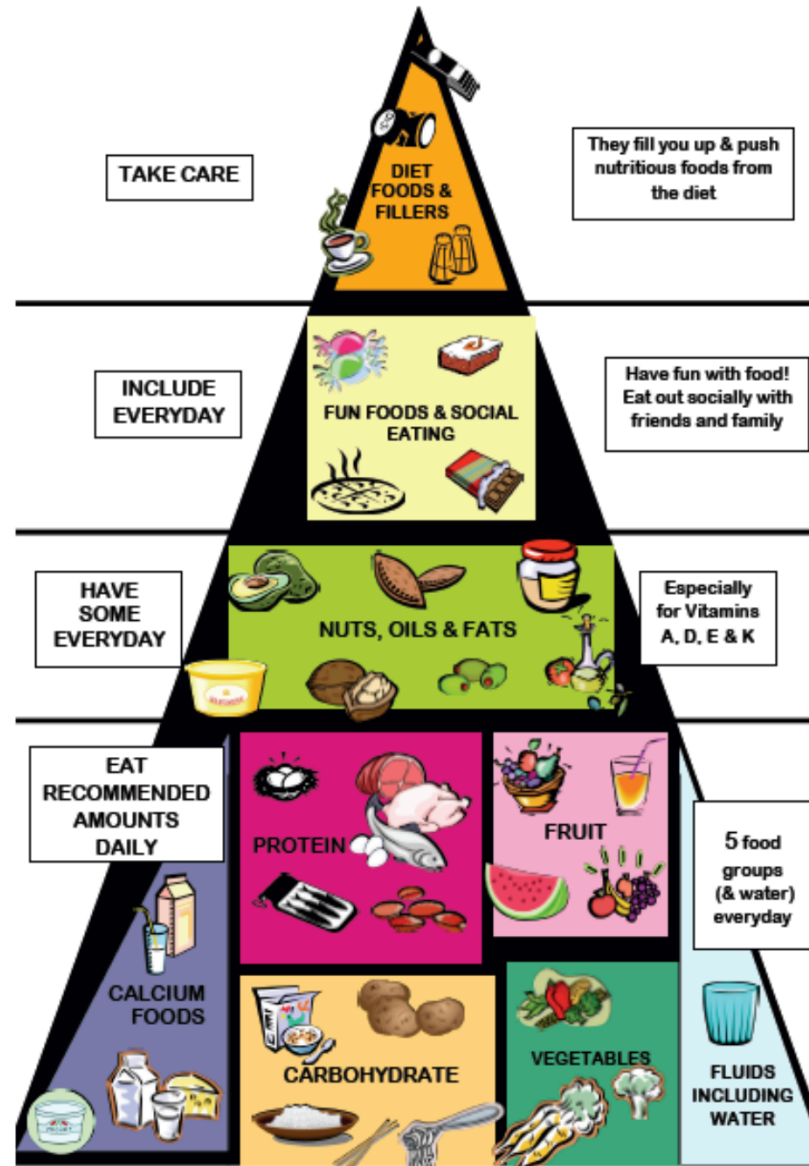 TAKE CARE
DIET
FOODS &
FILLERS
They fill you up & push
nutritious foods from
the diet
INCLUDE
EVERYDAY
FUN FOODS & SOCIAL
EATING
Have fun with food!
Eat out socially with
friends and family
HAVE
SOME
EVERYDAY
NUTS, OILS & FATS
Especially
for Vitamins
A, D, E & K
EAT
RECOMMENDED
AMOUNTS
DAILY
PROTEIN
FRUIT
5 food
groups
(& water)
everyday
CALCIUM
FOODS
CARBOHYDRATE
VEGETABLES
FLUIDS
INCLUDING
WATER